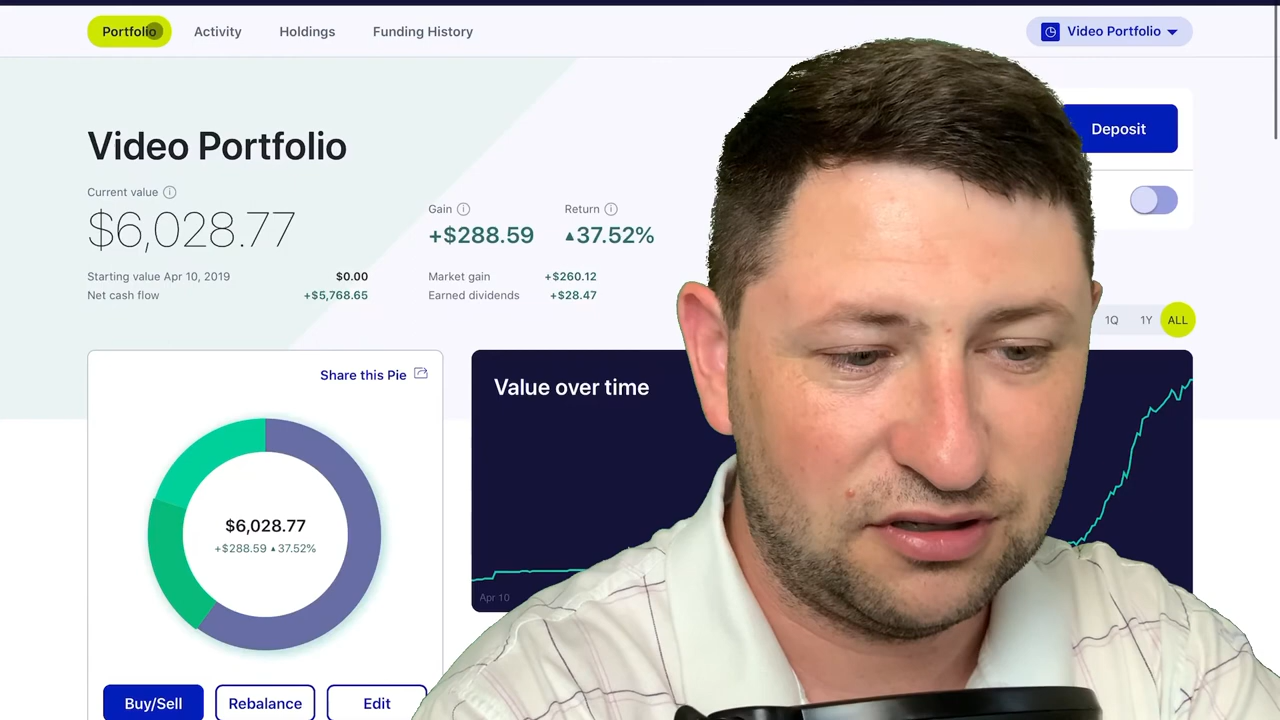 Portfolio Activity Holdings Funding History Video Portfolio
Deposit
Video Portfolio
Current value
$6,028.77
Gain Return
+$288.59 37.52%
Starting value Apr 10, 2019 $0.00
Net cash flow +$5,768.65
Market gain +$260.12
Earned dividends +$28.47
1Q 1Y ALL
Share this Pie
$6,028.77
+$288.59 37.52%
Buy/Sell Rebalance Edit
Value over time
Apr 10